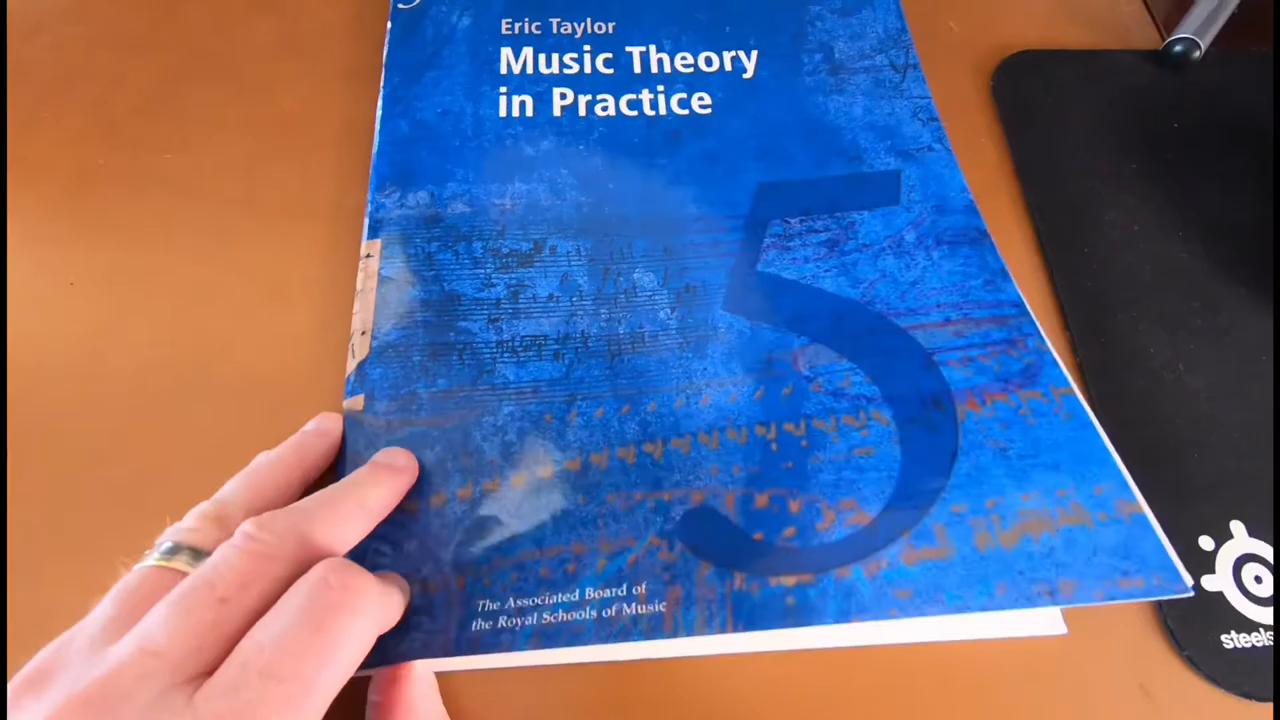 Eric Taylor
Music Theory
in Practice
5
The Associated Board of
the Royal Schools of Music
steels